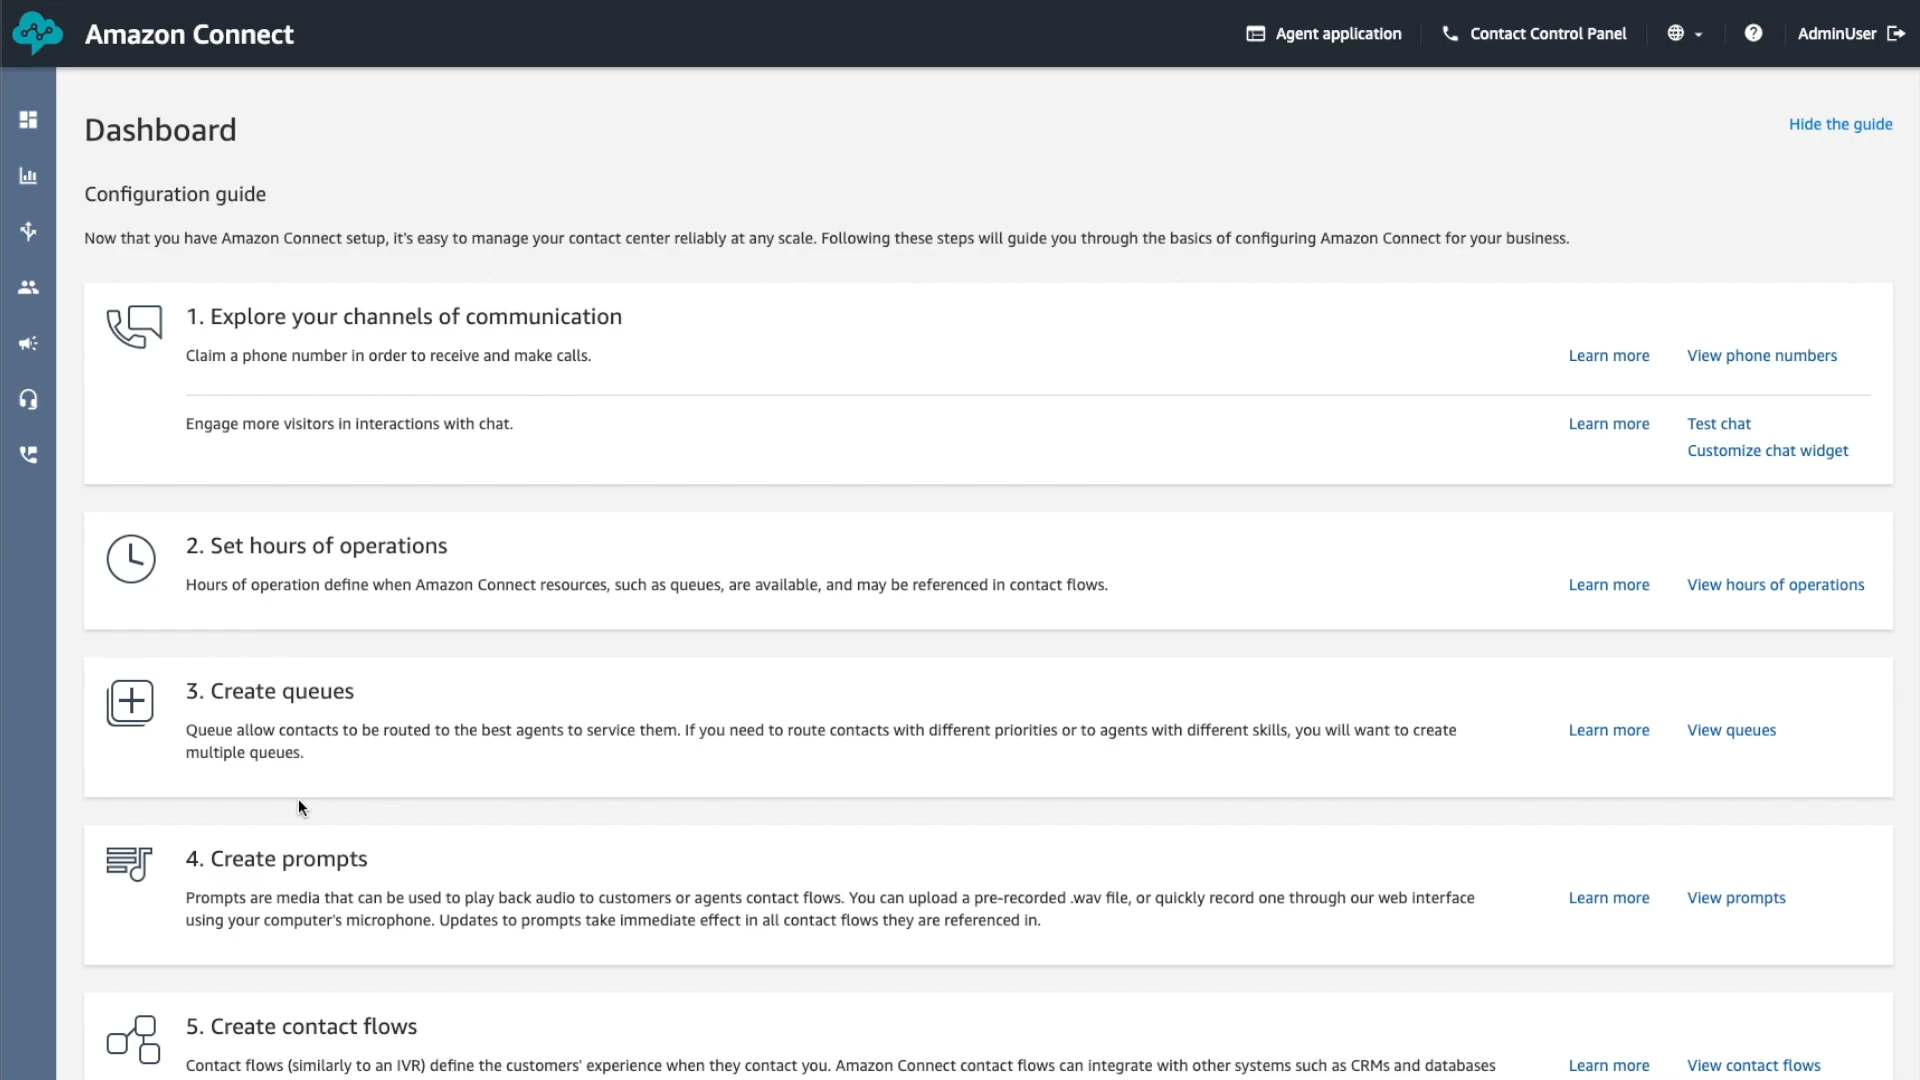 Amazon Connect
Agent application
Contact Control Panel
AdminUser
Dashboard
Hide the guide
Configuration guide
Now that you have Amazon Connect setup, it's easy to manage your contact center reliably at any scale. Following these steps will guide you through the basics of configuring Amazon Connect for your business.
1. Explore your channels of communication
Claim a phone number in order to receive and make calls.
Learn more
View phone numbers
Engage more visitors in interactions with chat.
Learn more
Test chat
Customize chat widget
2. Set hours of operations
Hours of operation define when Amazon Connect resources, such as queues, are available, and may be referenced in contact flows.
Learn more
View hours of operations
3. Create queues
Queue allow contacts to be routed to the best agents to service them. If you need to route contacts with different priorities or to agents with different skills, you will want to create
multiple queues.
Learn more
View queues
4. Create prompts
Prompts are media that can be used to play back audio to customers or agents contact flows. You can upload a pre-recorded .wav file, or quickly record one through our web interface
using your computer's microphone. Updates to prompts take immediate effect in all contact flows they are referenced in.
Learn more
View prompts
5. Create contact flows
Contact flows (similarly to an IVR) define the customers' experience when they contact you. Amazon Connect contact flows can integrate with other systems such as CRMs and databases
Learn more
View contact flows